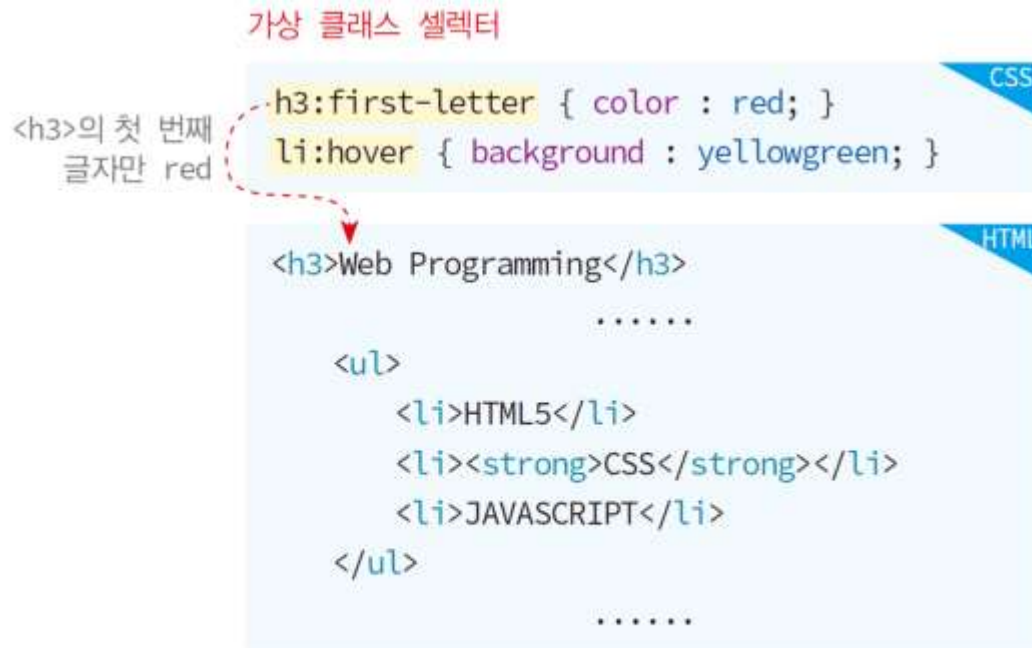 가상 클래스 셀렉터
CSS
h3:first-letter { color : red; }
<h3>의 첫 번째
글자만 red
li:hover { background : yellowgreen; }
HTML
<h3>Web Programming</h3>
......
<ul>
<li>HTML5</li>
<li><strong>CSS</strong></li>
<li>JAVASCRIPT</li>
</ul>
......